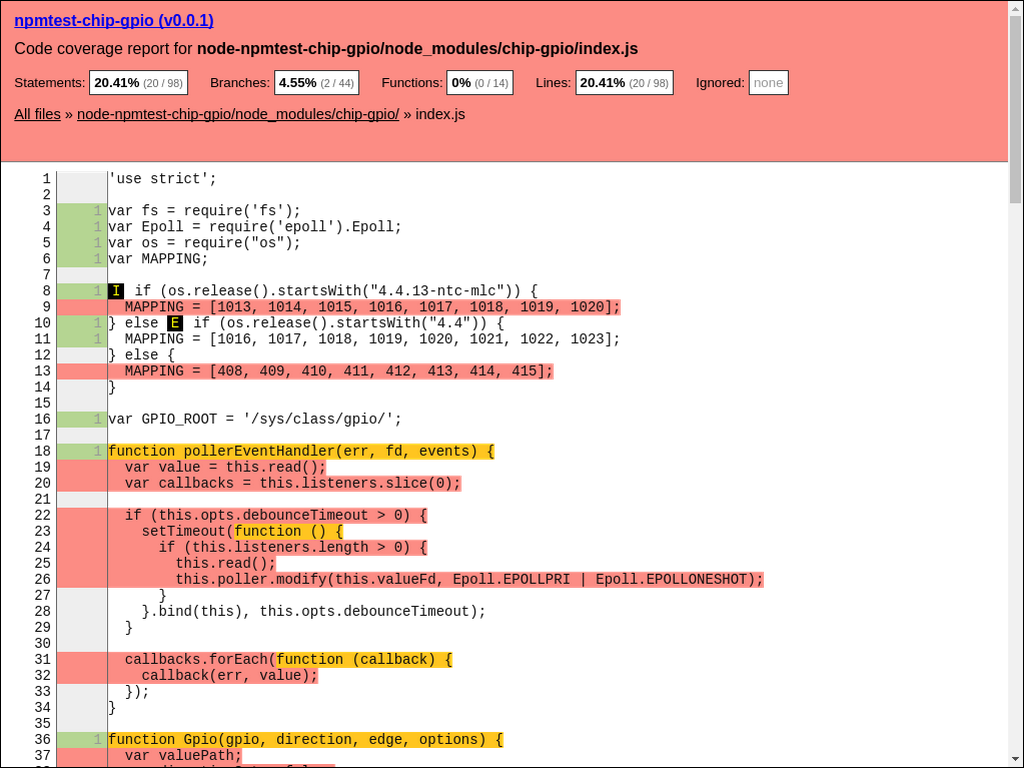 npmtest-chip-gpio (v0.0.1)
Code coverage report for node-npmtest-chip-gpio/node_modules/chip-gpio/index.js
Statements: 20.41% (20 / 98) Branches: 4.55% (2 / 44) Functions: 0% (0 / 14) Lines: 20.41% (20 / 98) Ignored: none
All files » node-npmtest-chip-gpio/node_modules/chip-gpio/ » index.js
1 'use strict';
2
3 1 var fs = require('fs');
4 1 var Epoll = require('epoll').Epoll;
5 1 var os = require("os");
6 1 var MAPPING;
7
8 1 I if (os.release().startsWith("4.4.13-ntc-mlc")) {
9 MAPPING = [1013, 1014, 1015, 1016, 1017, 1018, 1019, 1020];
10 1 } else E if (os.release().startsWith("4.4")) {
11 1 MAPPING = [1016, 1017, 1018, 1019, 1020, 1021, 1022, 1023];
12 } else {
13 MAPPING = [408, 409, 410, 411, 412, 413, 414, 415];
14 }
15
16 1 var GPIO_ROOT = '/sys/class/gpio/';
17
18 1 function pollerEventHandler(err, fd, events) {
19 var value = this.read();
20 var callbacks = this.listeners.slice(0);
21
22 if (this.opts.debounceTimeout > 0) {
23 setTimeout(function () {
24 if (this.listeners.length > 0) {
25 this.read();
26 this.poller.modify(this.valueFd, Epoll.EPOLLPRI | Epoll.EPOLLONESHOT);
27 }
28 }.bind(this), this.opts.debounceTimeout);
29 }
30
31 callbacks.forEach(function (callback) {
32 callback(err, value);
33 });
34 }
35
36 1 function Gpio(gpio, direction, edge, options) {
37 var valuePath;